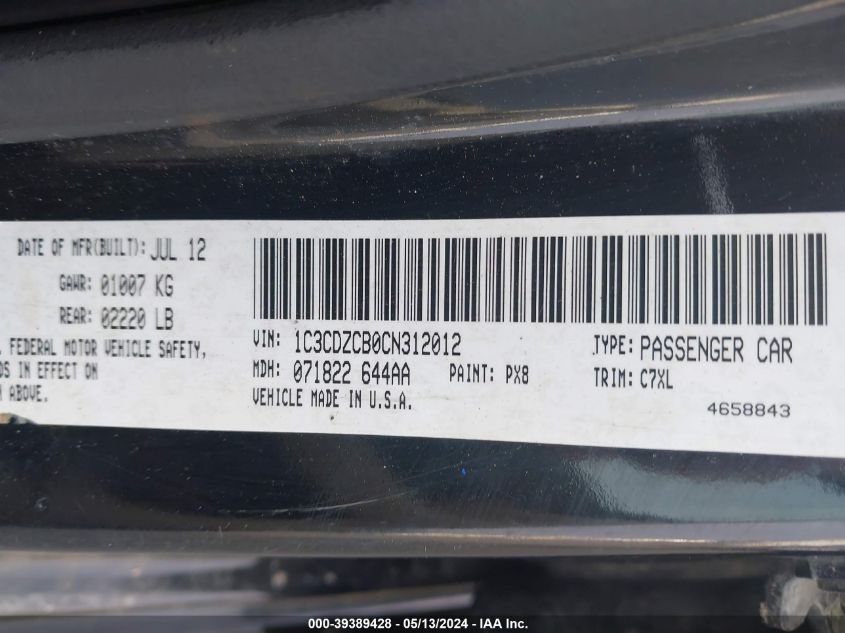 DATE OF MFR(BUILT): JUL 12
GAWR: 01007 KG
REAR: 02220 LB
FEDERAL MOTOR VEHICLE SAFETY,
IN EFFECT ON
ABOVE.
VIN: 1C3CDZCB0CN312012
TYPE: PASSENGER CAR
MDH: 071822 644AA PAINT: PX8
TRIM: C7XL
VEHICLE MADE IN U.S.A.
4658843
000-39389428 - 05/13/2024 - IAA Inc.